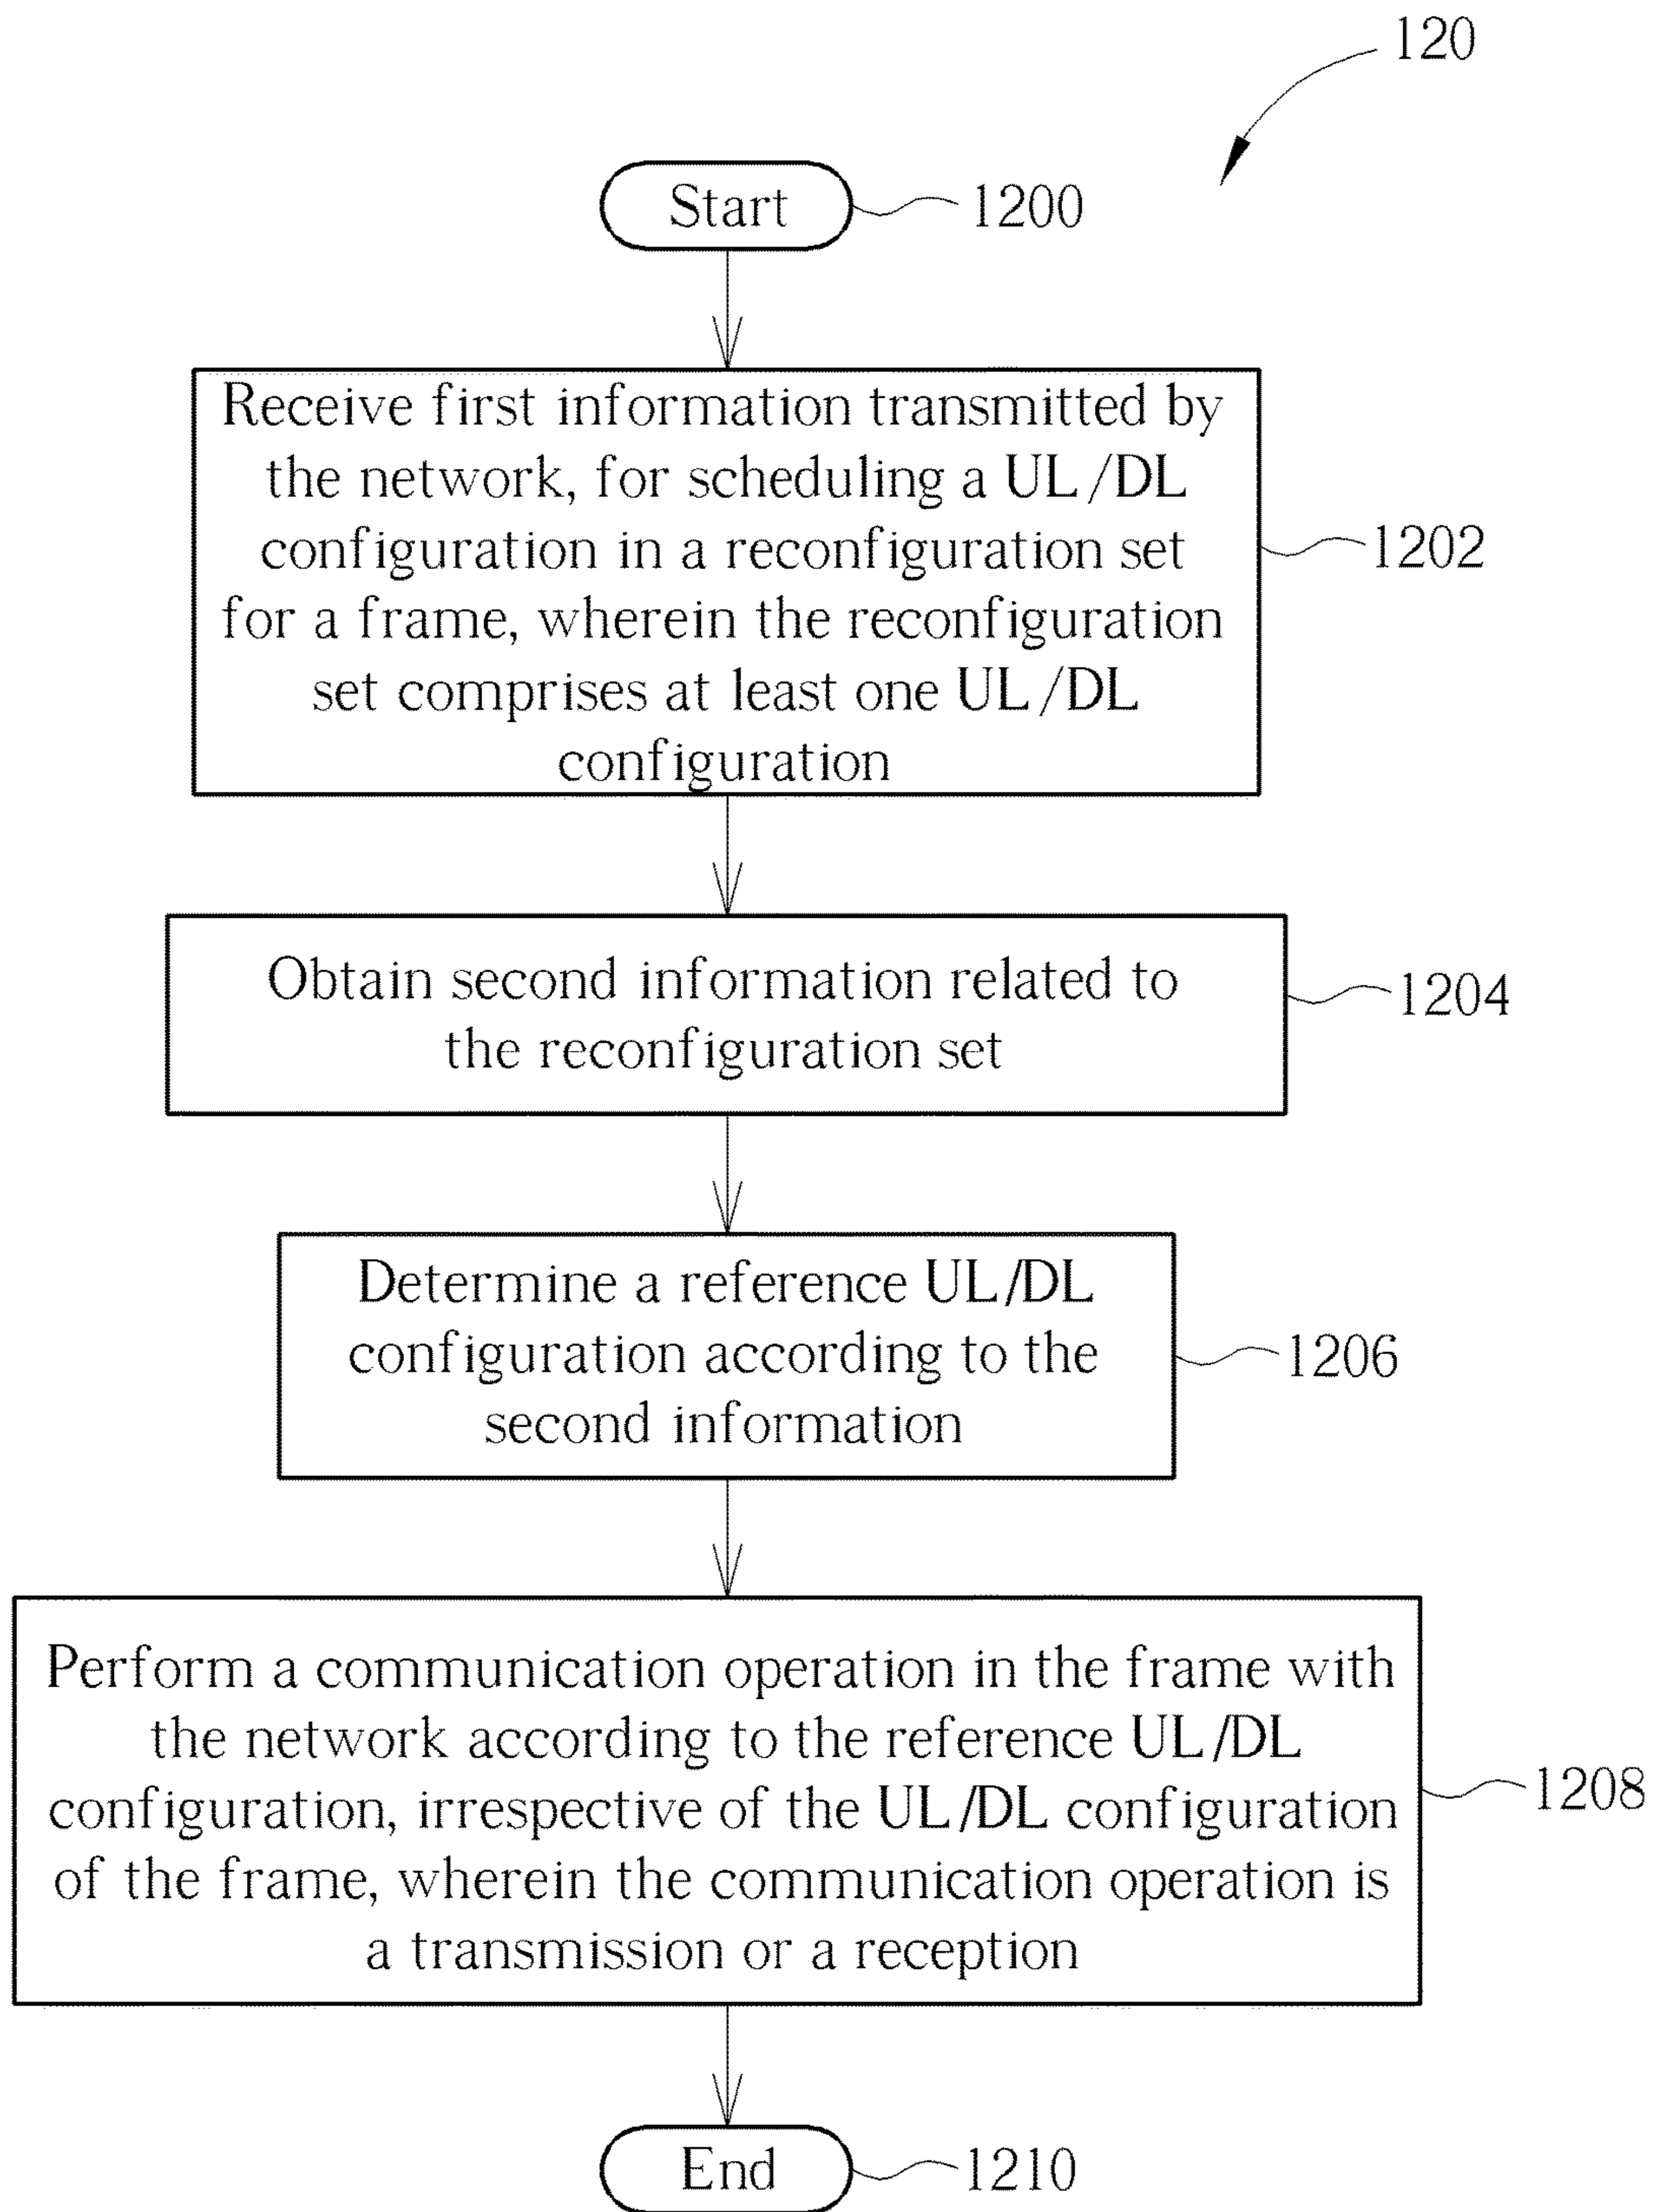 120
Start
1200
Receive first information transmitted by
the network, for scheduling a UL/DL
configuration in a reconfiguration set
for a frame, wherein the reconfiguration
set comprises at least one UL/DL
configuration
1202
Obtain second information related to
the reconfiguration set
1204
Determine a reference UL/DL
configuration according to the
second information
1206
Perform a communication operation in the frame with
the network according to the reference UL/DL
configuration, irrespective of the UL/DL configuration
of the frame, wherein the communication operation is
a transmission or a reception
1208
End
1210